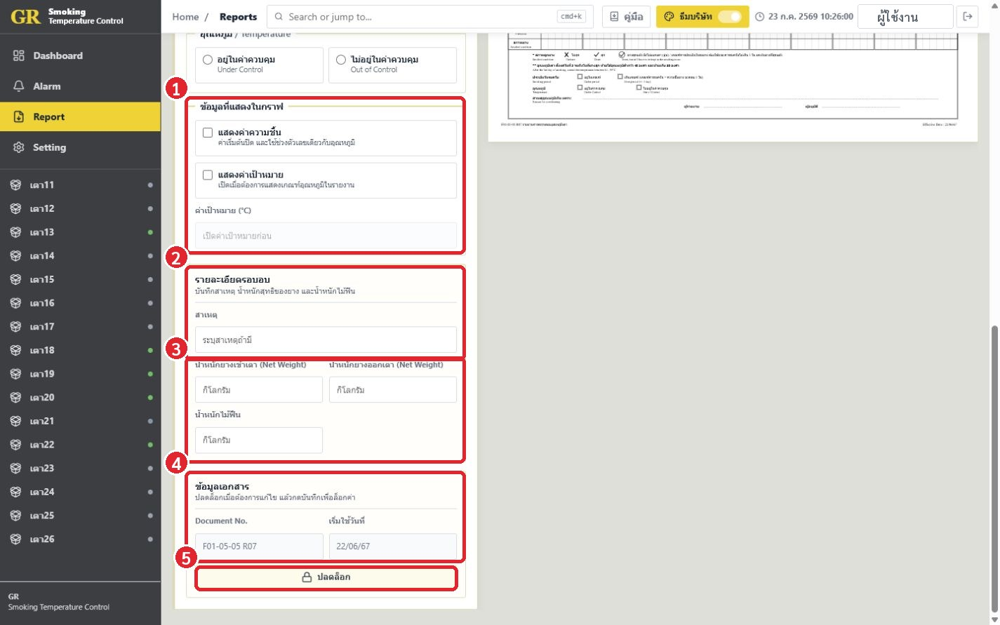 GR Smoking
Temperature Control
Home / Reports
Search or jump to...
cmd+k
คู่มือ
ธีมบริษัท
23 ก.ค. 2569 10:26:00
ผู้ใช้งาน
Dashboard
Alarm
Report
Setting
เตา11
เตา12
เตา13
เตา14
เตา15
เตา16
เตา17
เตา18
เตา19
เตา20
เตา21
เตา22
เตา23
เตา24
เตา25
เตา26
GR
Smoking Temperature Control
อุณหภูมิ / Temperature
อยู่ในค่าควบคุม
Under Control
ไม่อยู่ในค่าควบคุม
Out of Control
1
ข้อมูลที่แสดงในกราฟ
แสดงค่าความชื้น
ค่าเริ่มต้นปิด และใช้ช่วงตัวเลขเดียวกับอุณหภูมิ
แสดงค่าเป้าหมาย
เปิดเมื่อต้องการแสดงเกณฑ์อุณหภูมิในรายงาน
ค่าเป้าหมาย (°C)
เปิดค่าเป้าหมายก่อน
2
รายละเอียดรอบอบ
บันทึกสาเหตุ น้ำหนักสุทธิของยาง และน้ำหนักไม้ฟืน
สาเหตุ
ระบุสาเหตุถ้ามี
3
น้ำหนักยางเข้าเตา (Net Weight)
น้ำหนักยางออกเตา (Net Weight)
กิโลกรัม
กิโลกรัม
น้ำหนักไม้ฟืน
กิโลกรัม
4
ข้อมูลเอกสาร
ปลดล็อกเมื่อต้องการแก้ไข แล้วกดบันทึกเพื่อล็อกค่า
Document No.
เริ่มใช้วันที่
F01-05-05 R07
22/06/67
5
ปลดล็อก
Effective Date : 22/06/67